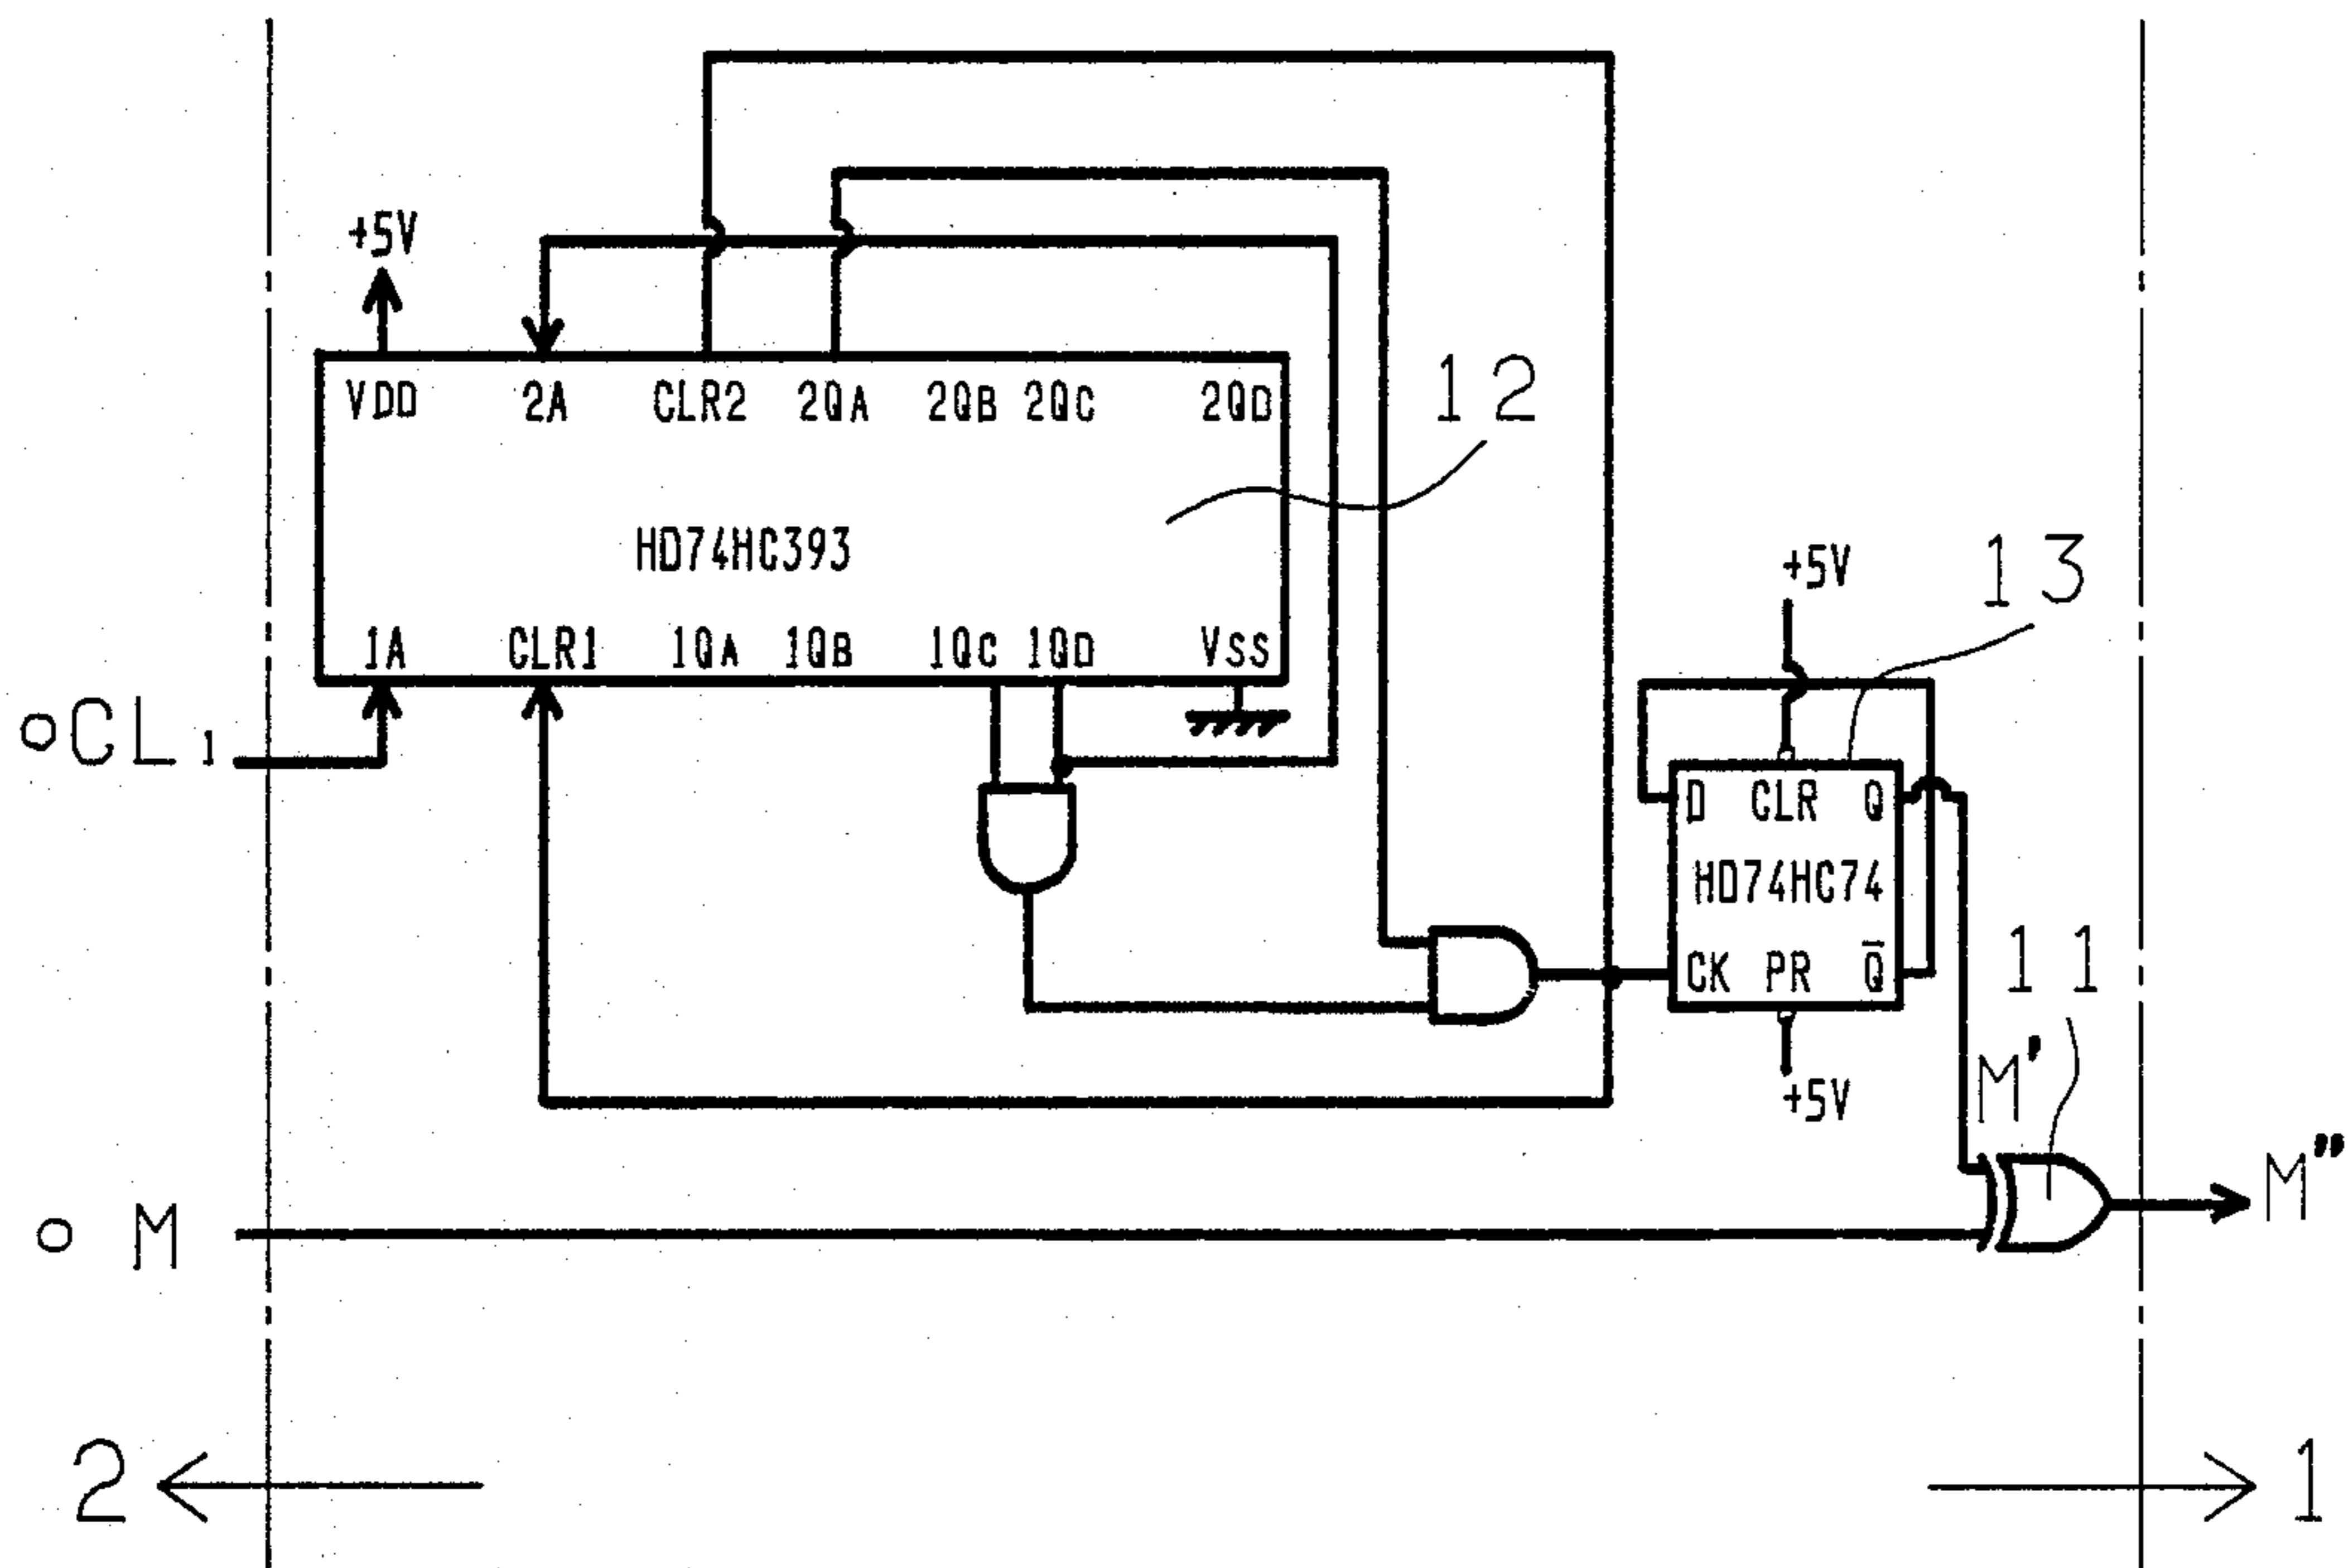 +5V
VDD 2A CLR2 2QA 2QB 2QC 2QD
12
HD74HC393
+5V
13
1A CLR1 1QA 1QB 1QC 1QD VSS
CL1
D CLR Q
HD74HC74
CK PR Q̅
11
M'
+5V
M
M"
2
1